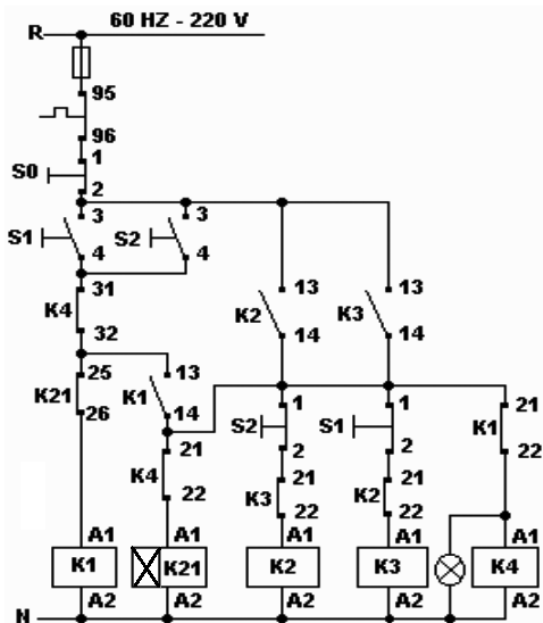 60 HZ - 220 V
R
95
96
1
S0
2
3 3
S1 S2
4 4
31 13 13
K4 K2 K3
32 14 14
25 13
K21 K1
26 14
1 1 21
S2 S1 K1
2 2 22
21 21 21
K4 K3 K2
22 22 22
A1 A1 A1 A1 A1
K1 K21 K2 K3 K4
A2 A2 A2 A2 A2
N